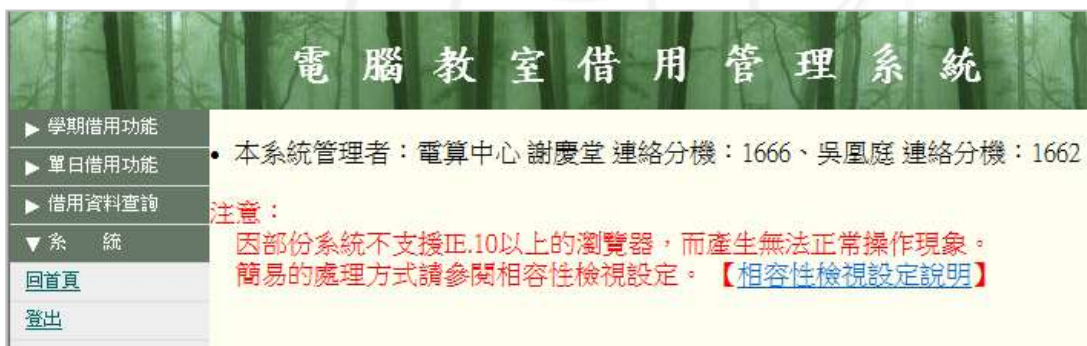 電腦教室借用管理系統
▶ 學期借用功能
▶ 單日借用功能
▶ 借用資料查詢
▼系 統
回首頁
登出
• 本系統管理者：電算中心 謝慶堂 連絡分機：1666、吳凰庭 連絡分機：1662
注意：
因部份系統不支援IE.10以上的瀏覽器，而產生無法正常操作現象。
簡易的處理方式請參閱相容性檢視設定。【相容性檢視設定說明】